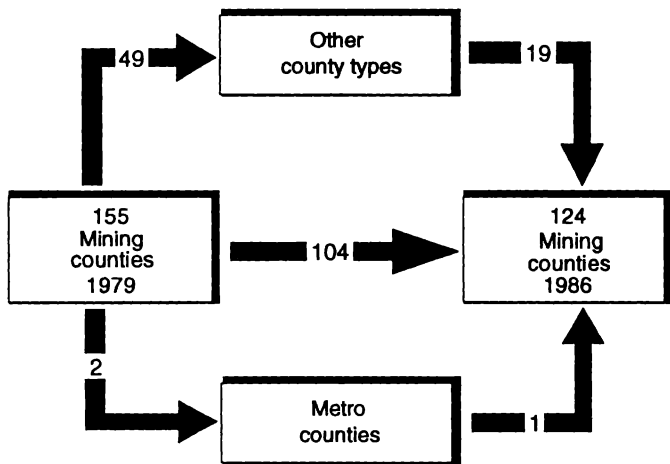 Other
county types
49
19
155
Mining
counties
1979
104
124
Mining
counties
1986
2
Metro
counties
1